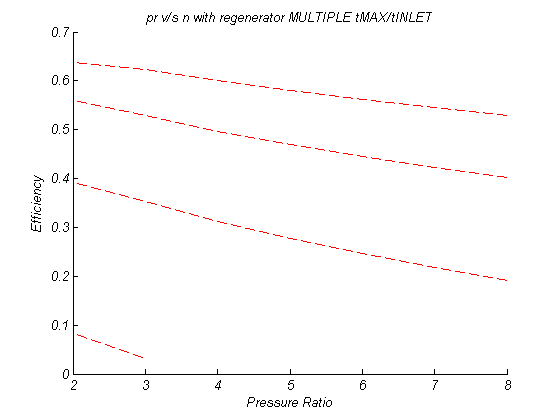 pr v/s n with regenerator MULTIPLE tMAX/tINLET
0.7
0.6
0.5
0.4
0.3
0.2
0.1
0
Efficiency
2 3 4 5 6 7 8
Pressure Ratio